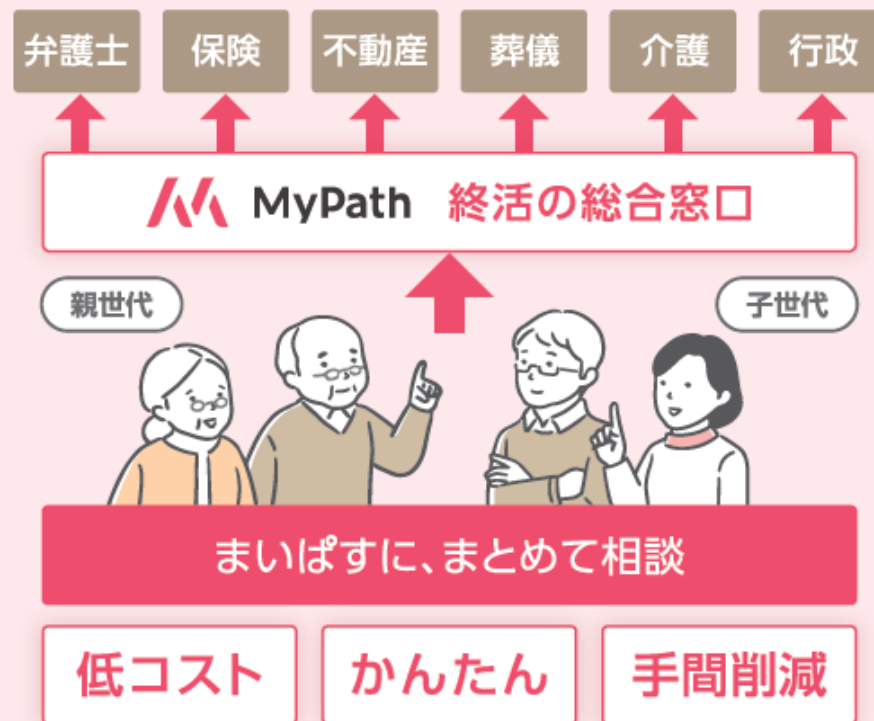 弁護士 保険 不動産 葬儀 介護 行政
MyPath 終活の総合窓口
親世代 子世代
まいぱすに、まとめて相談
低コスト かんたん 手間削減